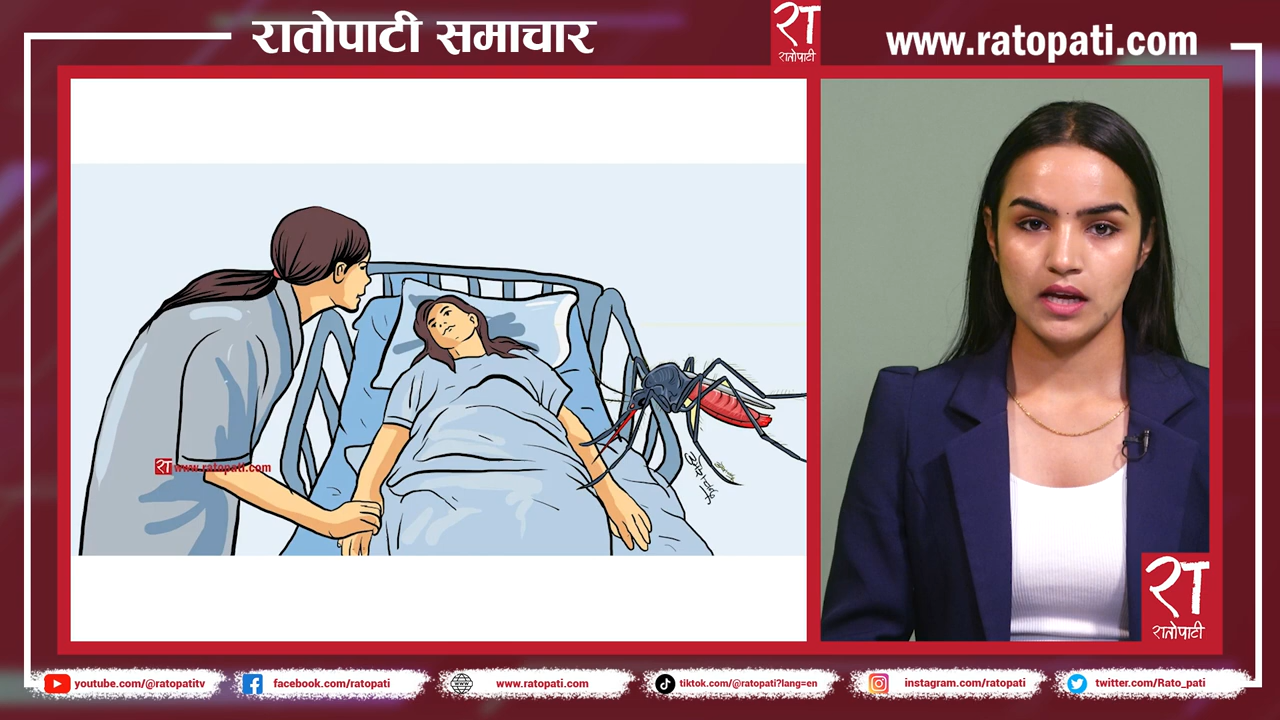 रातोपाटी समाचार
रा
रातोपाटी
www.ratopati.com
रा www.ratopati.com
रा
रातोपाटी
youtube.com/@ratopatitv
facebook.com/ratopati
www.ratopati.com
tiktok.com/@ratopati?lang=en
instagram.com/ratopati
twitter.com/Rato_pati